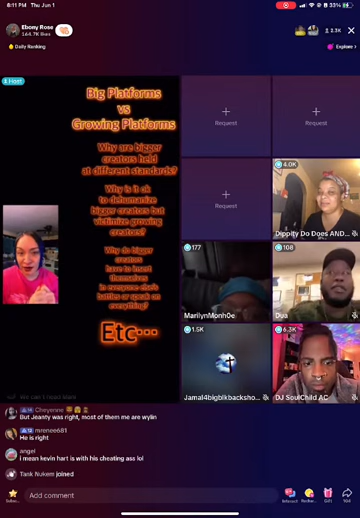 8:11 PM Thu Jun 1
Ebony Rose
164.7K likes
2.3K
Daily Ranking
Explore >
Host
Big Platforms
vs
Growing Platforms
Why are bigger
creators held
at different standards?
Why is it ok
to dehumanize
bigger creators but
victimize growing
creators?
Why do bigger
creators
have to insert
themselves
in everyone else's
battles or speak on
everything?
Etc...
+
Request
+
Request
+
Request
4.0K
Dippity Do Does AND...
177
MarilynMonh0e
108
Dea
1.5K
Jamal4bigblkbacksho...
6.3K
DJ SoulChild AC
Cheyenne
But Jeanty was right, most of them are wylin
mrenee681
He is right
angel
i mean kevin hart is with his cheating ass lol
Tank Nukem joined
Add comment
Gift